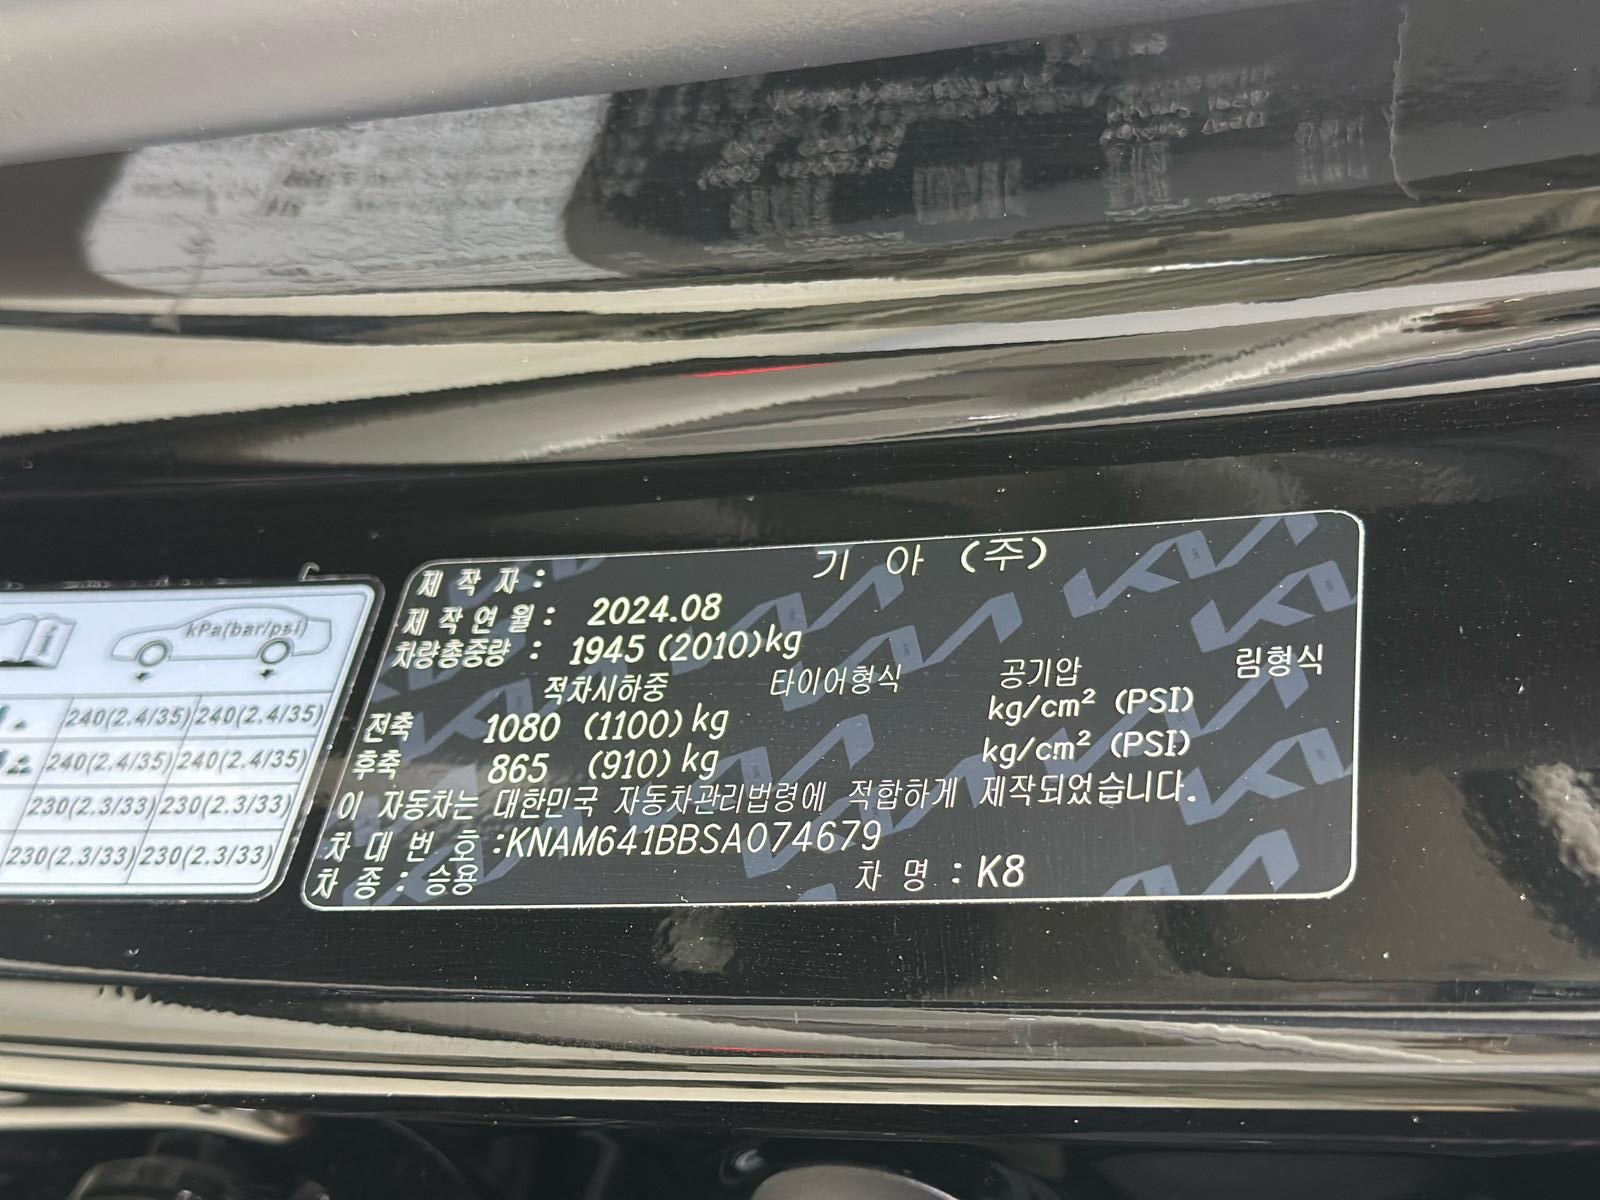 제 작 자 : 기 아 (주)
제 작 연 월 : 2024.08
차량총중량 : 1945 (2010)kg
적차시하중 타이어형식 공기압 림형식
전축 1080 (1100) kg kg/cm² (PSI)
후축 865 (910) kg kg/cm² (PSI)
이 자동차는 대한민국 자동차관리법령에 적합하게 제작되었습니다.
차 대 번 호 :KNAM641BBSA074679
차 종 : 승용 차 명 : K8
kPa(bar/psi)
240(2.4/35) 240(2.4/35)
240(2.4/35) 240(2.4/35)
230(2.3/33) 230(2.3/33)
230(2.3/33) 230(2.3/33)